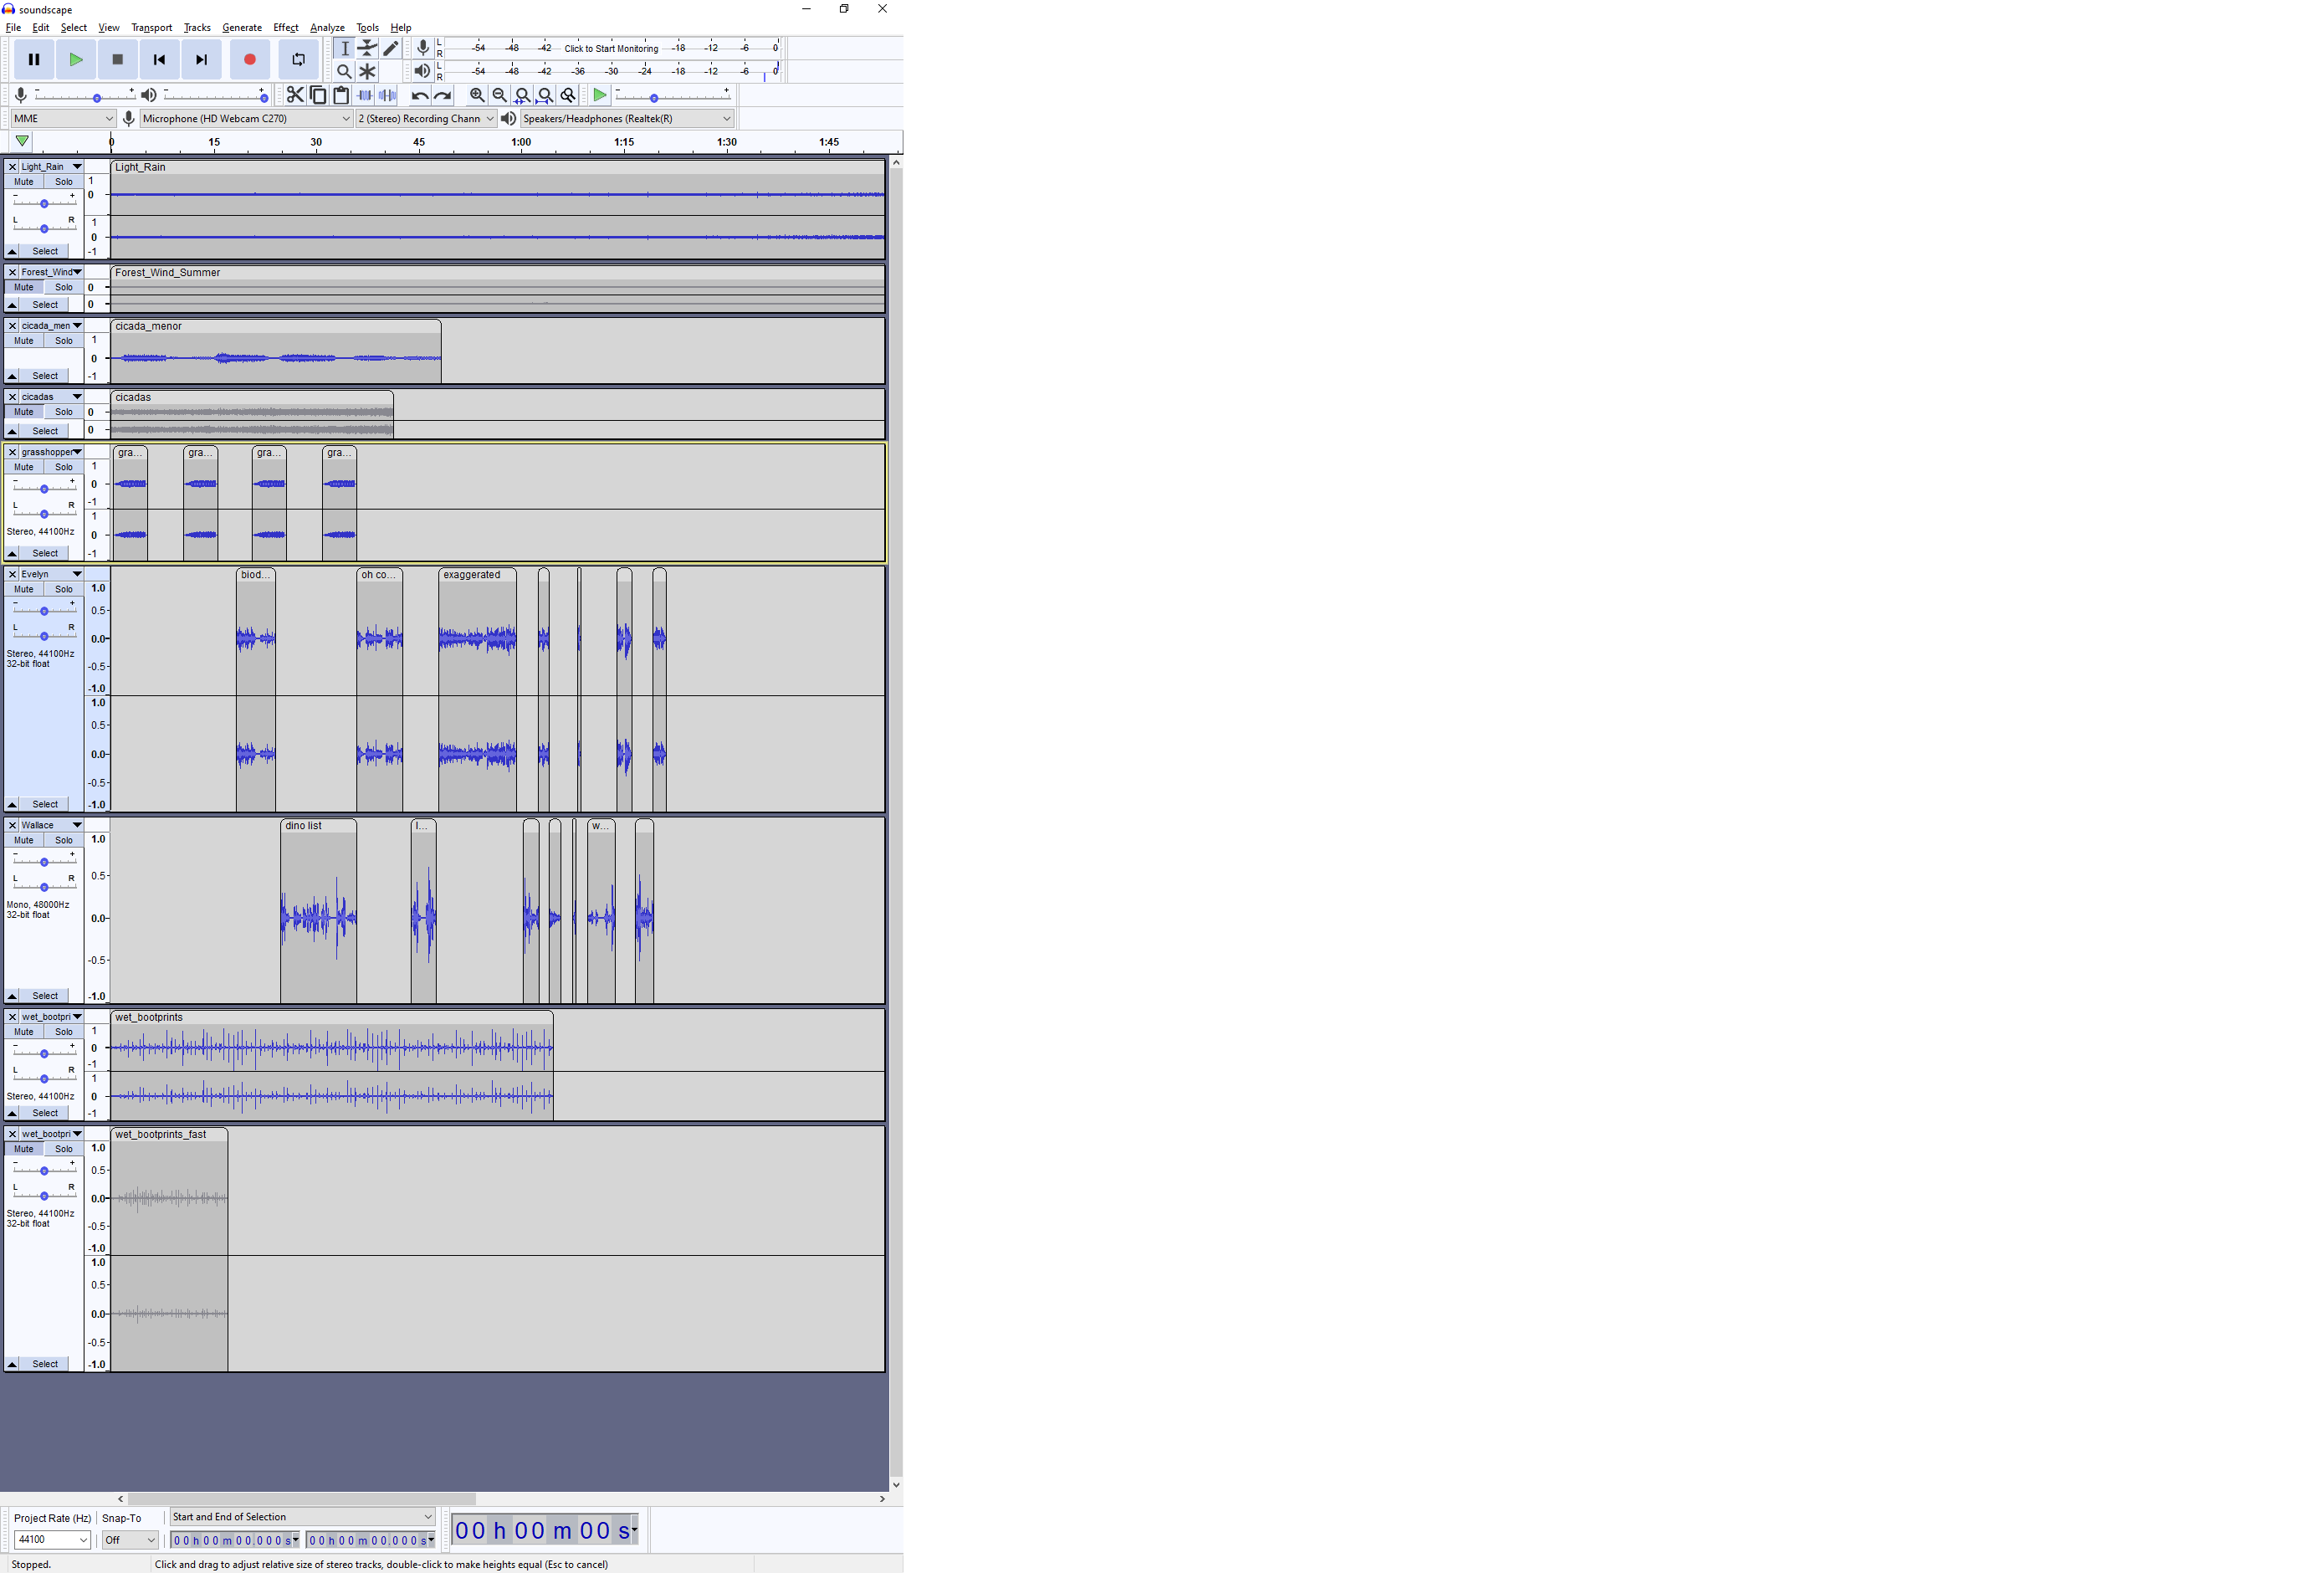 soundscape
File Edit Select View Transport Tracks Generate Effect Analyze Tools Help
L -54 -48 -42 Click to Start Monitoring -18 -12 -6 0
R
L -54 -48 -42 -36 -30 -24 -18 -12 -6 0
R
- + - + - +
MME Microphone (HD Webcam C270) 2 (Stereo) Recording Chann Speakers/Headphones (Realtek(R)
0 15 30 45 1:00 1:15 1:30 1:45
Light_Rain Light_Rain
Mute Solo 1
- + 0
L R 1
0
Select -1
Forest_Wind Forest_Wind_Summer
Mute Solo 0
Select 0
cicada_men cicada_menor
Mute Solo 1
0
Select -1
cicadas cicadas
Mute Solo 0
Select 0
grasshopper gra... gra... gra... gra...
Mute Solo 1
- + 0
L R -1
1
Stereo, 44100Hz 0
Select -1
Evelyn biod... oh co... exaggerated
Mute Solo 1.0
- + 0.5
L R 0.0
Stereo, 44100Hz -0.5
32-bit float
-1.0
1.0
0.5
0.0
-0.5
Select -1.0
Wallace dino list l... w...
Mute Solo 1.0
- +
L R 0.5
Mono, 48000Hz
32-bit float 0.0
-0.5
Select -1.0
wet_bootpri wet_bootprints
Mute Solo 1
- + 0
L R -1
1
Stereo, 44100Hz 0
Select -1
wet_bootpri wet_bootprints_fast
Mute Solo 1.0
- + 0.5
L R 0.0
Stereo, 44100Hz -0.5
32-bit float
-1.0
1.0
0.5
0.0
-0.5
Select -1.0
Project Rate (Hz) Snap-To Start and End of Selection
44100 Off 00 h 00 m 00.000 s 00 h 00 m 00.000 s 00 h 00 m 00 s
Stopped. Click and drag to adjust relative size of stereo tracks, double-click to make heights equal (Esc to cancel)